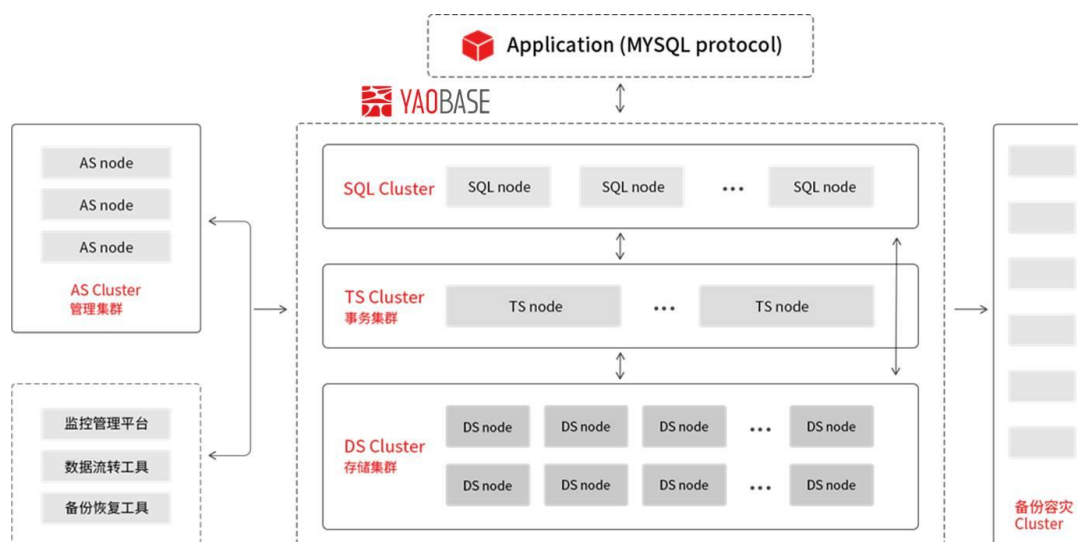 Application (MYSQL protocol)
YAOBASE
AS node
AS node
AS node
AS Cluster
管理集群
监控管理平台
数据流转工具
备份恢复工具
SQL Cluster
SQL node
SQL node
...
SQL node
TS Cluster
事务集群
TS node
...
TS node
DS Cluster
存储集群
DS node
DS node
DS node
...
DS node
DS node
DS node
DS node
...
DS node
备份容灾
Cluster